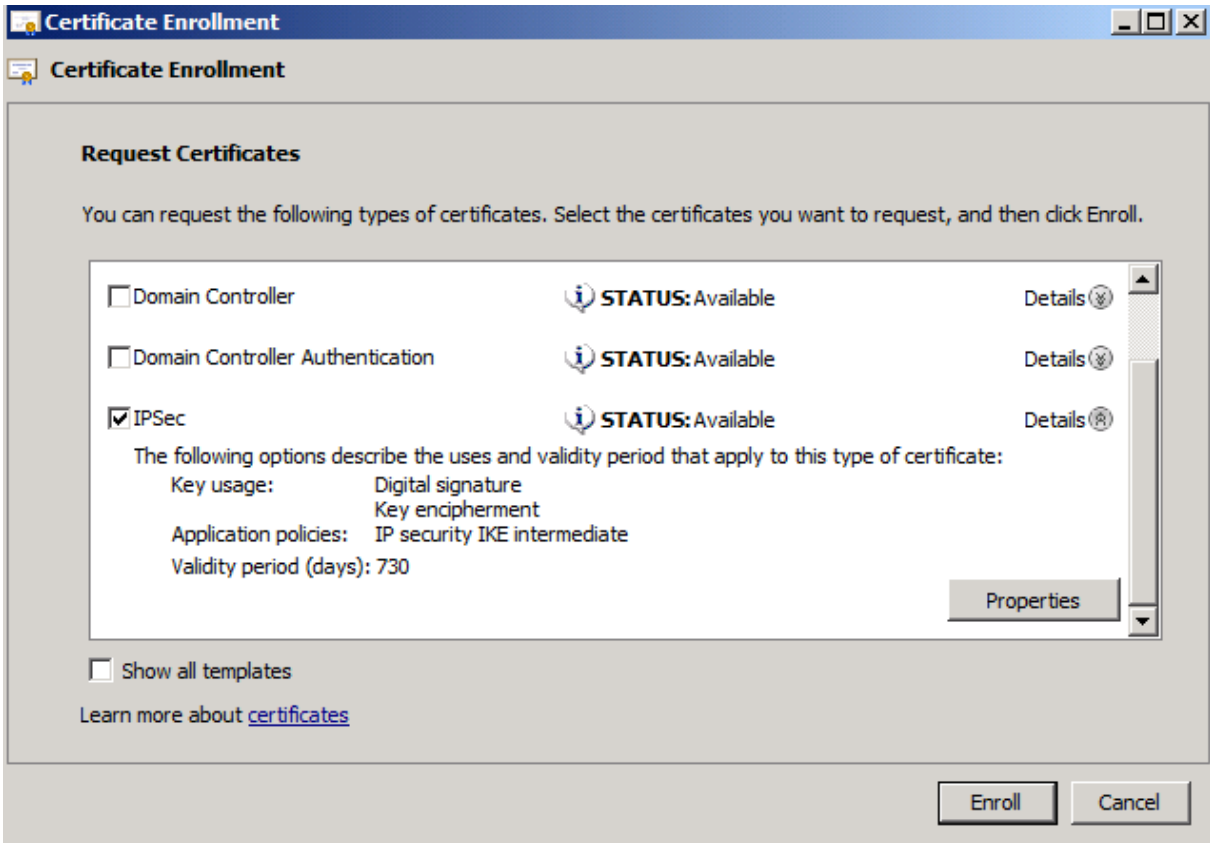 Certificate Enrollment
Certificate Enrollment
Request Certificates
You can request the following types of certificates. Select the certificates you want to request, and then click Enroll.
Domain Controller STATUS: Available Details
Domain Controller Authentication STATUS: Available Details
IPSec STATUS: Available Details
The following options describe the uses and validity period that apply to this type of certificate:
Key usage: Digital signature
Key encipherment
Application policies: IP security IKE intermediate
Validity period (days): 730
Properties
Show all templates
Learn more about certificates
Enroll Cancel